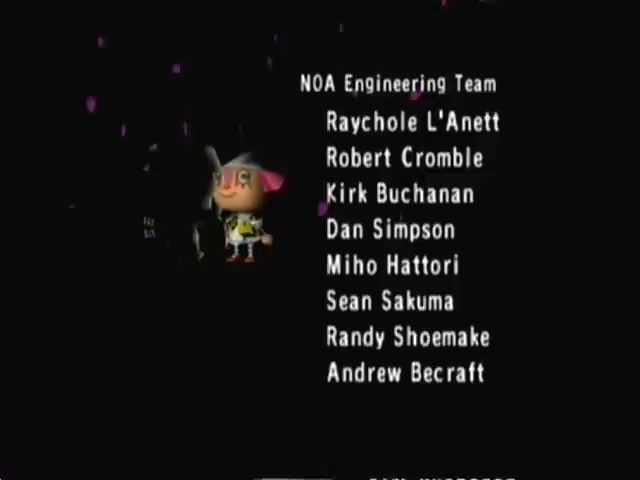 NOA Engineering Team
Raychole L'Anett
Robert Cromble
Kirk Buchanan
Dan Simpson
Miho Hattori
Sean Sakuma
Randy Shoemake
Andrew Becraft